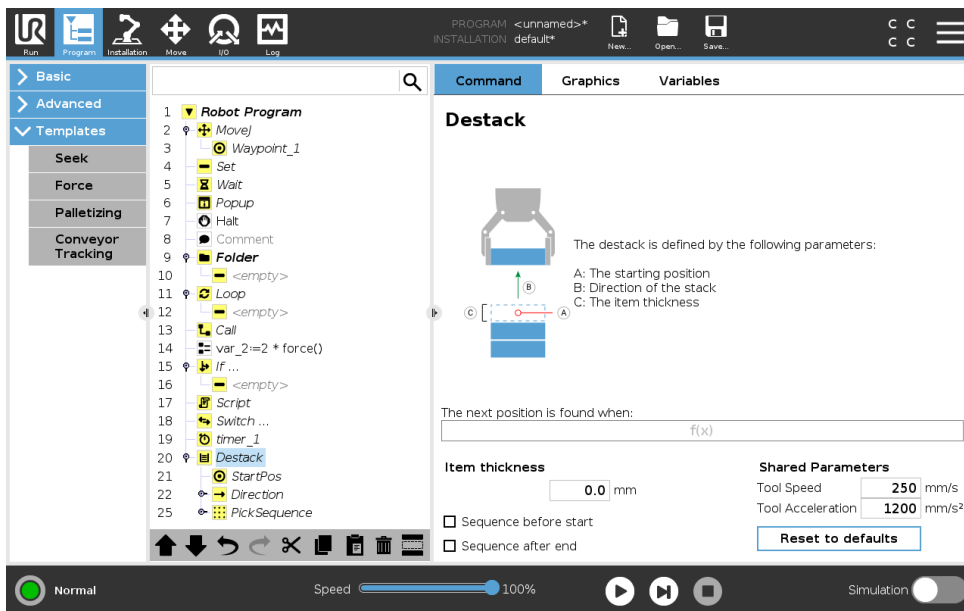 PROGRAM <unnamed>*
INSTALLATION default*
Run
Program
Installation
Move
I/O
Log
New...
Open...
Save...
C C
C C
Basic
Advanced
Templates
Seek
Force
Palletizing
Conveyor
Tracking
1 Robot Program
2 MoveJ
3 Waypoint_1
4 Set
5 Wait
6 Popup
7 Halt
8 Comment
9 Folder
10 <empty>
11 Loop
12 <empty>
13 Call
14 var_2:=2 * force()
15 If ...
16 <empty>
17 Script
18 Switch ...
19 timer_1
20 Destack
21 StartPos
22 Direction
25 PickSequence
Command
Graphics
Variables
Destack
B
C
A
The destack is defined by the following parameters:
A: The starting position
B: Direction of the stack
C: The item thickness
The next position is found when:
f(x)
Item thickness
0.0 mm
Sequence before start
Sequence after end
Shared Parameters
Tool Speed 250 mm/s
Tool Acceleration 1200 mm/s²
Reset to defaults
Normal
Speed 100%
Simulation